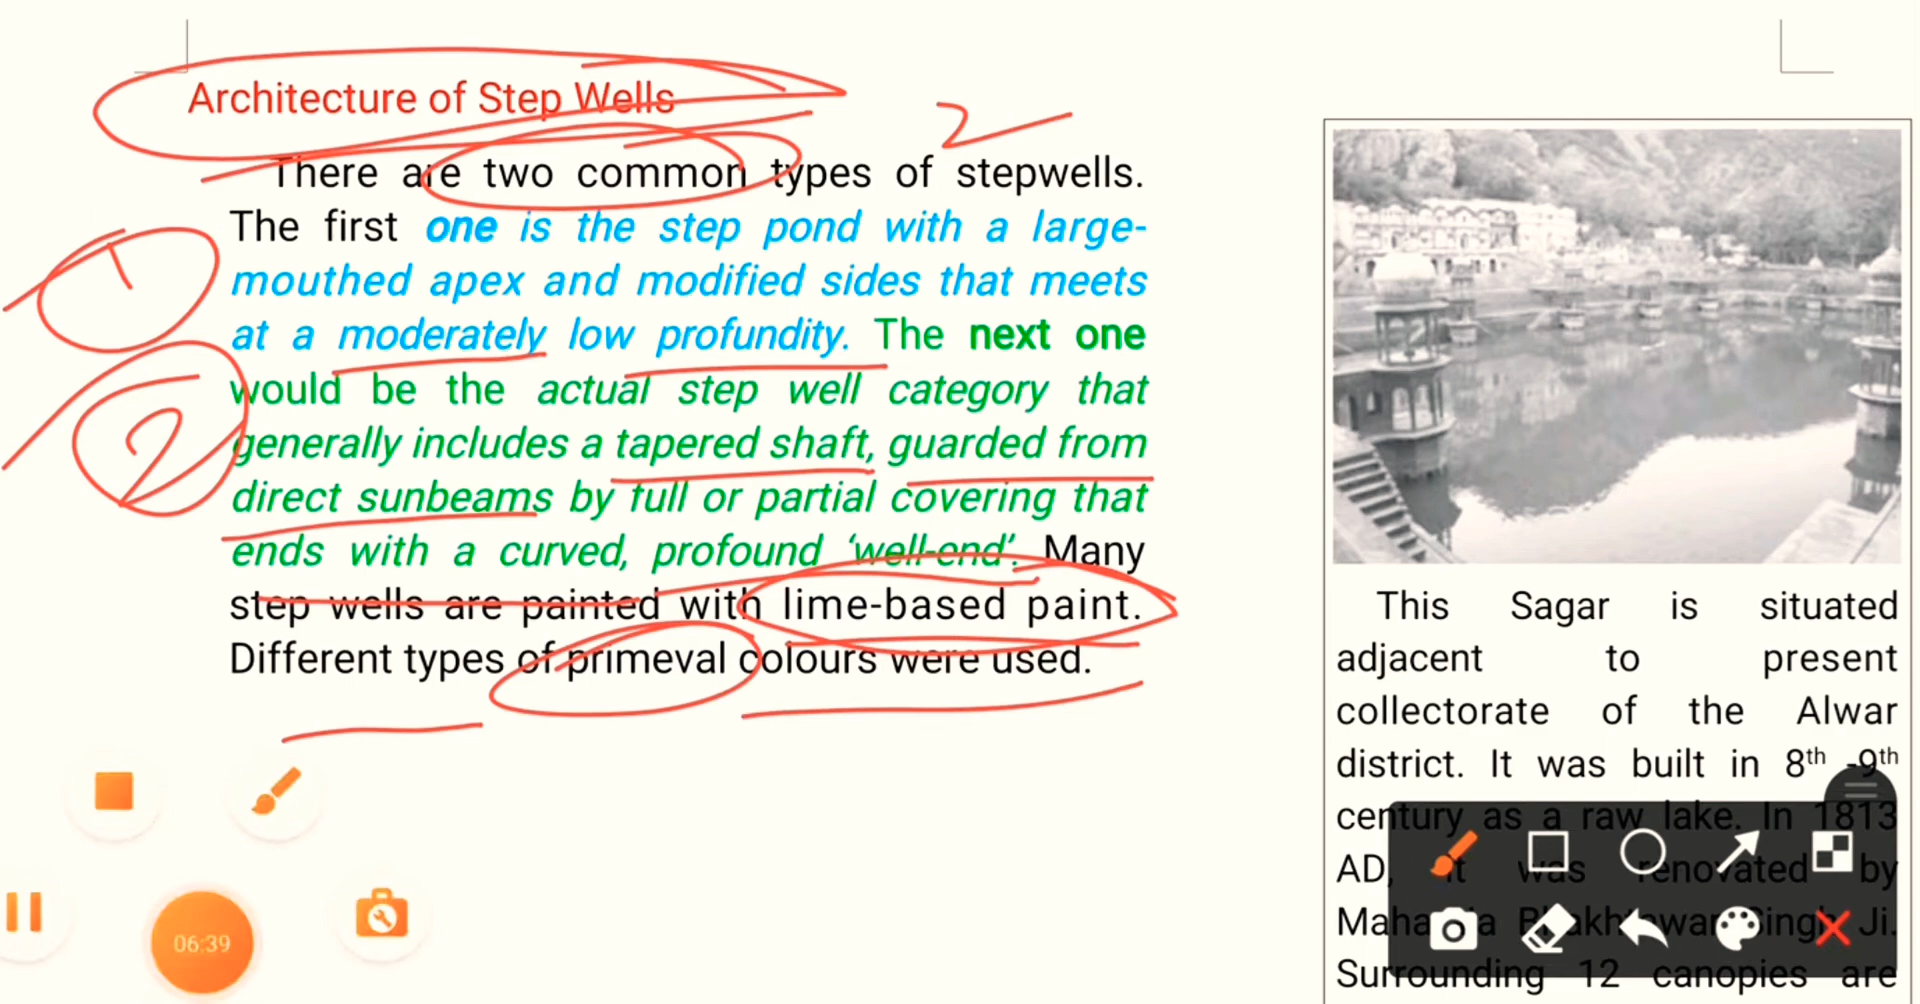 Architecture of Step Wells
2
There are two common types of stepwells.
The first one is the step pond with a large-
mouthed apex and modified sides that meets
at a moderately low profundity. The next one
would be the actual step well category that
generally includes a tapered shaft, guarded from
direct sunbeams by full or partial covering that
ends with a curved, profound ‘well-end’. Many
step wells are painted with lime-based paint.
Different types of primeval colours were used.
1
2
06:39
This Sagar is situated
adjacent to present
collectorate of the Alwar
district. It was built in 8th -9th
century as a raw lake. In 1813
AD, it was renovated by
Singh Ji.
Surrounding 12 canopies are